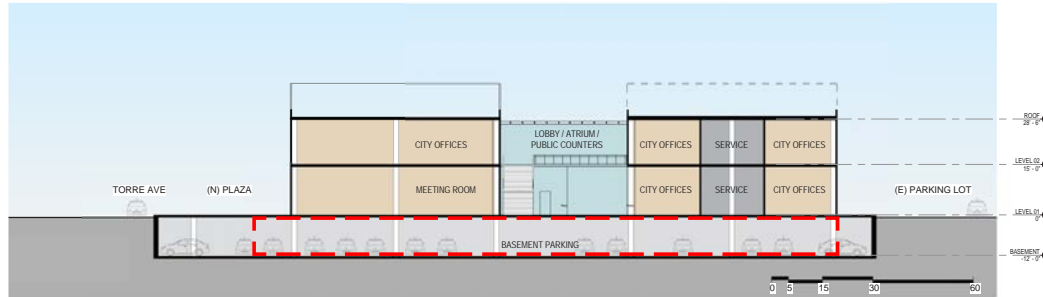 LOBBY / ATRIUM /
PUBLIC COUNTERS
CITY OFFICES
CITY OFFICES
SERVICE
CITY OFFICES
ROOF
28' - 6"
LEVEL 02
15' - 0"
TORRE AVE
(N) PLAZA
MEETING ROOM
CITY OFFICES
SERVICE
CITY OFFICES
(E) PARKING LOT
LEVEL 01
0"
BASEMENT PARKING
BASEMENT
-12' - 0"
0 5 15 30 60